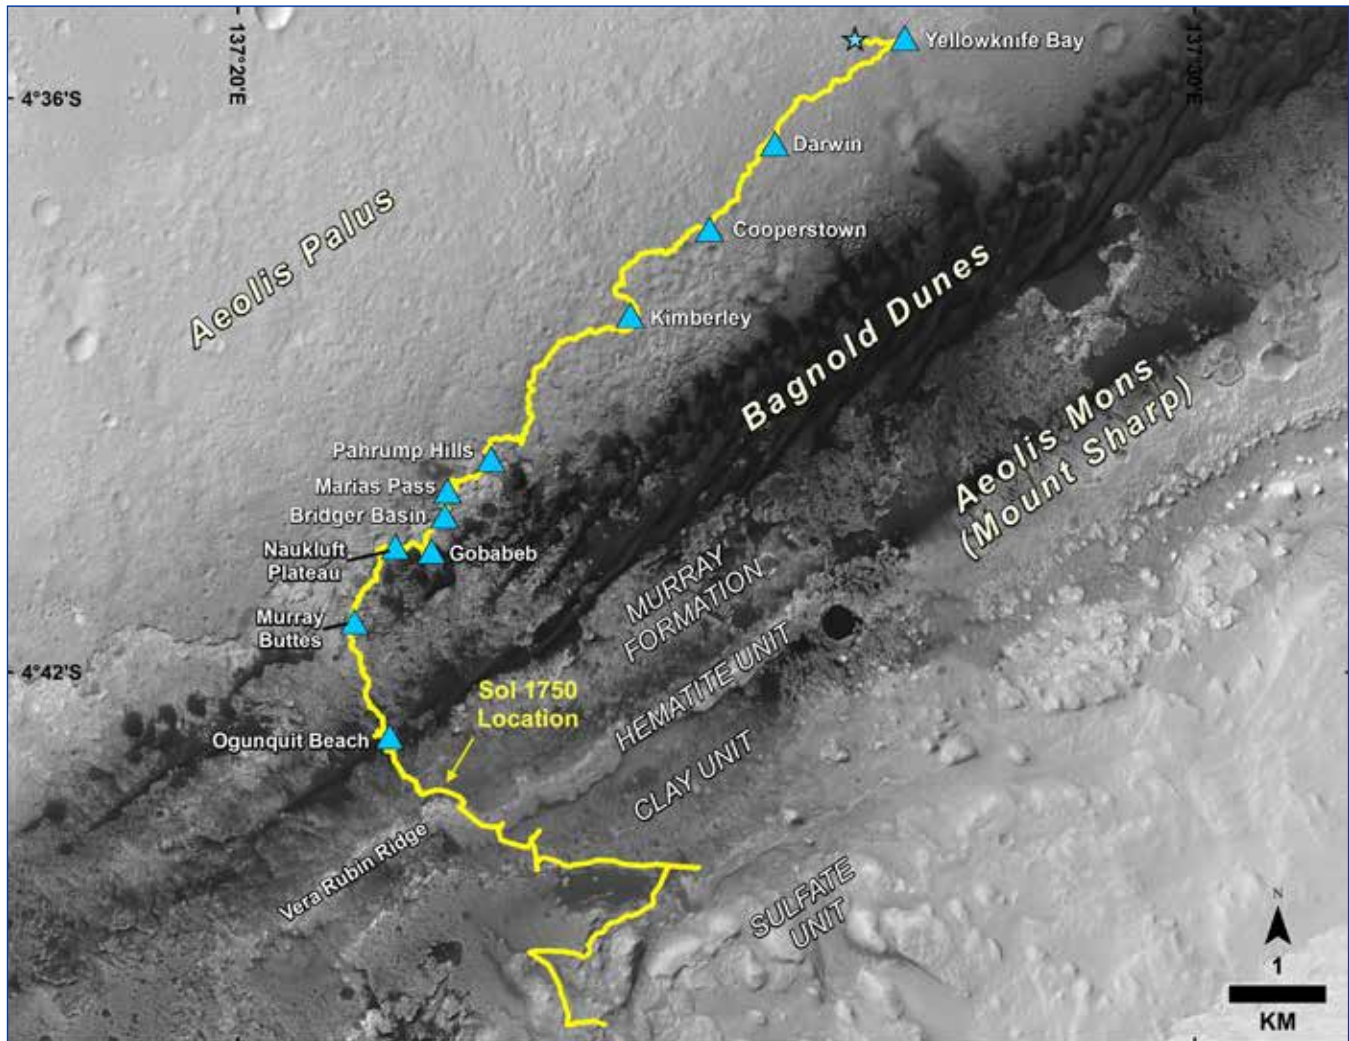 137°20'E
137°30'E
Yellowknife Bay
4°36'S
Darwin
Aeolis Palus
Cooperstown
Bagnold Dunes
Kimberley
Aeolis Mons
(Mount Sharp)
Pahrump Hills
Marias Pass
Bridger Basin
Naukluft
Plateau
Gobabeb
MURRAY
FORMATION
Murray
Buttes
HEMATITE UNIT
4°42'S
Sol 1750
Location
Ogunquit Beach
CLAY UNIT
Vera Rubin Ridge
SULFATE
UNIT
N
1
KM